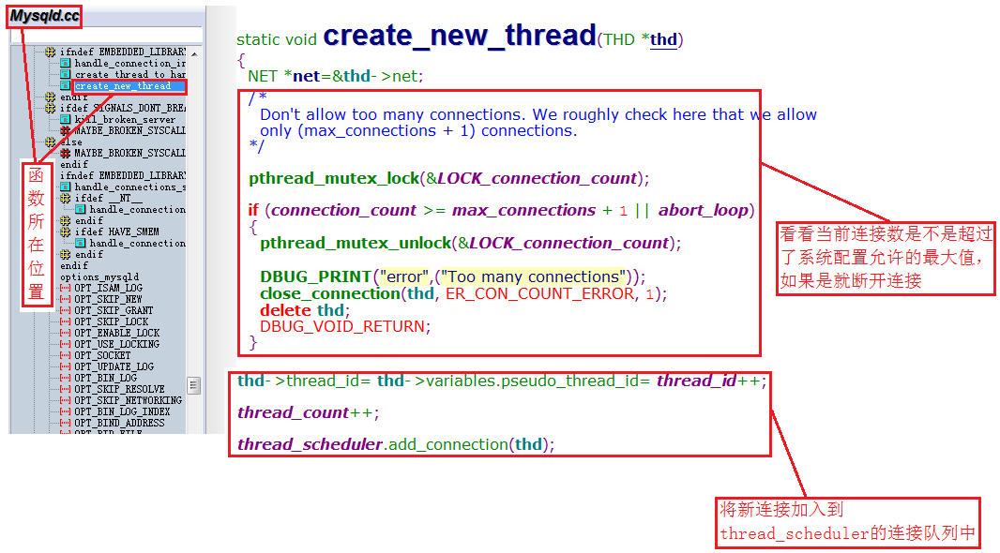 Mysqld.cc
ifndef EMBEDDED_LIBRARY
handle_connection_in
create_thread_to_han
create_new_thread
endif
ifdef SIGNALS_DONT_BREA
kill_broken_server
MAYBE_BROKEN_SYSCALL
else
MAYBE_BROKEN_SYSCALL
endif
ifndef EMBEDDED_LIBRARY
handle_connections_s
ifdef __NT__
handle_connection
endif
ifdef HAVE_SMEM
handle_connection
endif
endif
options_mysqld
OPT_ISAM_LOG
OPT_SKIP_NEW
OPT_SKIP_GRANT
OPT_SKIP_LOCK
OPT_ENABLE_LOCK
OPT_USE_LOCKING
OPT_SOCKET
OPT_UPDATE_LOG
OPT_BIN_LOG
OPT_SKIP_RESOLVE
OPT_SKIP_NETWORKING
OPT_BIN_LOG_INDEX
OPT_BIND_ADDRESS
OPT_PID_FILE
函
数
所
在
位
置
static void create_new_thread(THD *thd)
{
NET *net=&thd->net;
/*
Don't allow too many connections. We roughly check here that we allow
only (max_connections + 1) connections.
*/
pthread_mutex_lock(&LOCK_connection_count);
if (connection_count >= max_connections + 1 || abort_loop)
{
pthread_mutex_unlock(&LOCK_connection_count);
DBUG_PRINT("error",("Too many connections"));
close_connection(thd, ER_CON_COUNT_ERROR, 1);
delete thd;
DBUG_VOID_RETURN;
}
thd->thread_id= thd->variables.pseudo_thread_id= thread_id++;
thread_count++;
thread_scheduler.add_connection(thd);
看看当前连接数是不是超过
了系统配置允许的最大值,
如果是就断开连接
将新连接加入到
thread_scheduler的连接队列中